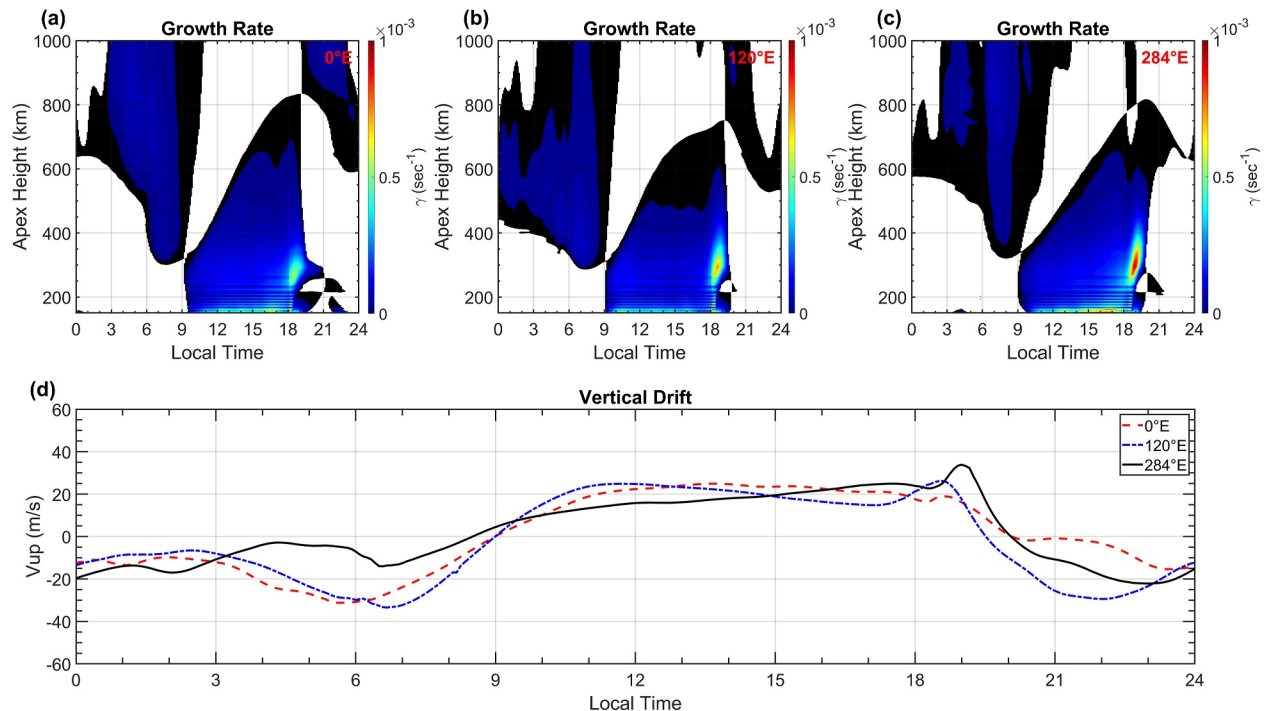 (a)
Growth Rate
×10⁻³
1
0°E
1000
800
600
400
200
Apex Height (km)
0.5
0
γ (sec⁻¹)
0 3 6 9 12 15 18 21 24
Local Time
(b)
Growth Rate
×10⁻³
1
120°E
1000
800
600
400
200
Apex Height (km)
0.5
0
γ (sec⁻¹)
0 3 6 9 12 15 18 21 24
Local Time
(c)
Growth Rate
×10⁻³
1
284°E
1000
800
600
400
200
Apex Height (km)
0.5
0
γ (sec⁻¹)
0 3 6 9 12 15 18 21 24
Local Time
(d)
Vertical Drift
60
40
20
0
-20
-40
-60
Vup (m/s)
0°E
120°E
284°E
0 3 6 9 12 15 18 21 24
Local Time